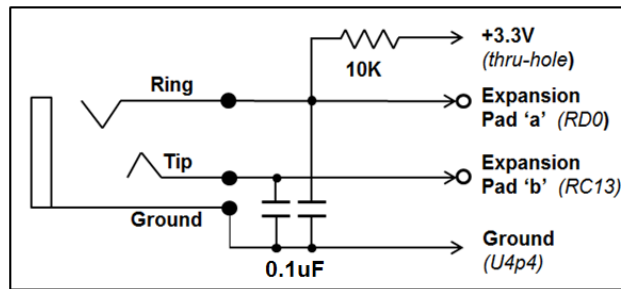 +3.3V
(thru-hole)
10K
Ring
Expansion
Pad ‘a’ (RD0)
Tip
Expansion
Pad ‘b’ (RC13)
Ground
Ground
(U4p4)
0.1uF